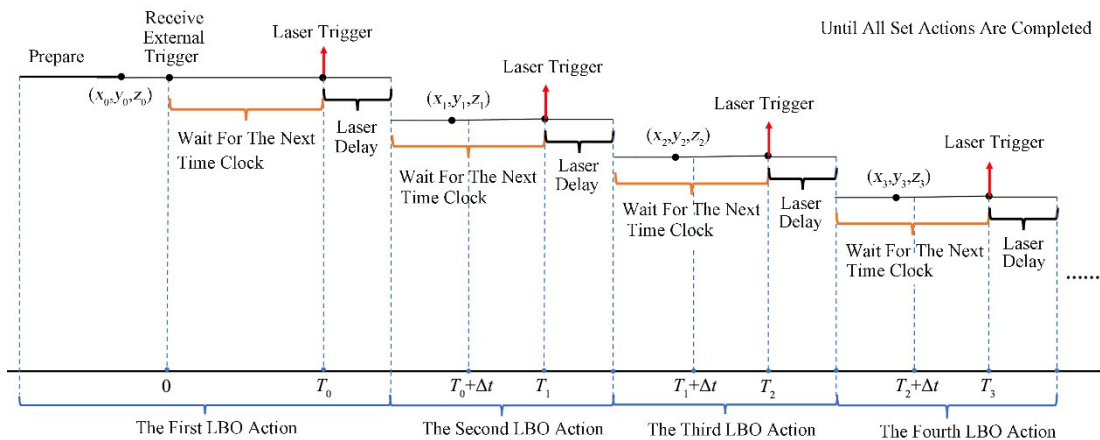 Prepare
Receive
External
Trigger
Laser Trigger
Until All Set Actions Are Completed
(x₀,y₀,z₀)
Wait For The Next
Time Clock
Laser
Delay
Laser Trigger
(x₁,y₁,z₁)
Wait For The Next
Time Clock
Laser
Delay
Laser Trigger
(x₂,y₂,z₂)
Wait For The Next
Time Clock
Laser
Delay
Laser Trigger
(x₃,y₃,z₃)
Wait For The Next
Time Clock
Laser
Delay
......
0 T₀ T₀+Δt T₁ T₁+Δt T₂ T₂+Δt T₃
The First LBO Action The Second LBO Action The Third LBO Action The Fourth LBO Action